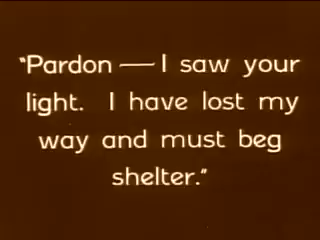 "Pardon — I saw your
light. I have lost my
way and must beg
shelter."